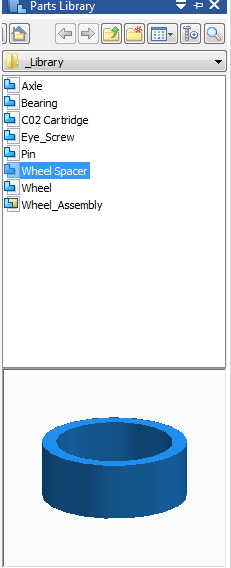 Parts Library
_Library
Axle
Bearing
C02 Cartridge
Eye_Screw
Pin
Wheel Spacer
Wheel
Wheel_Assembly